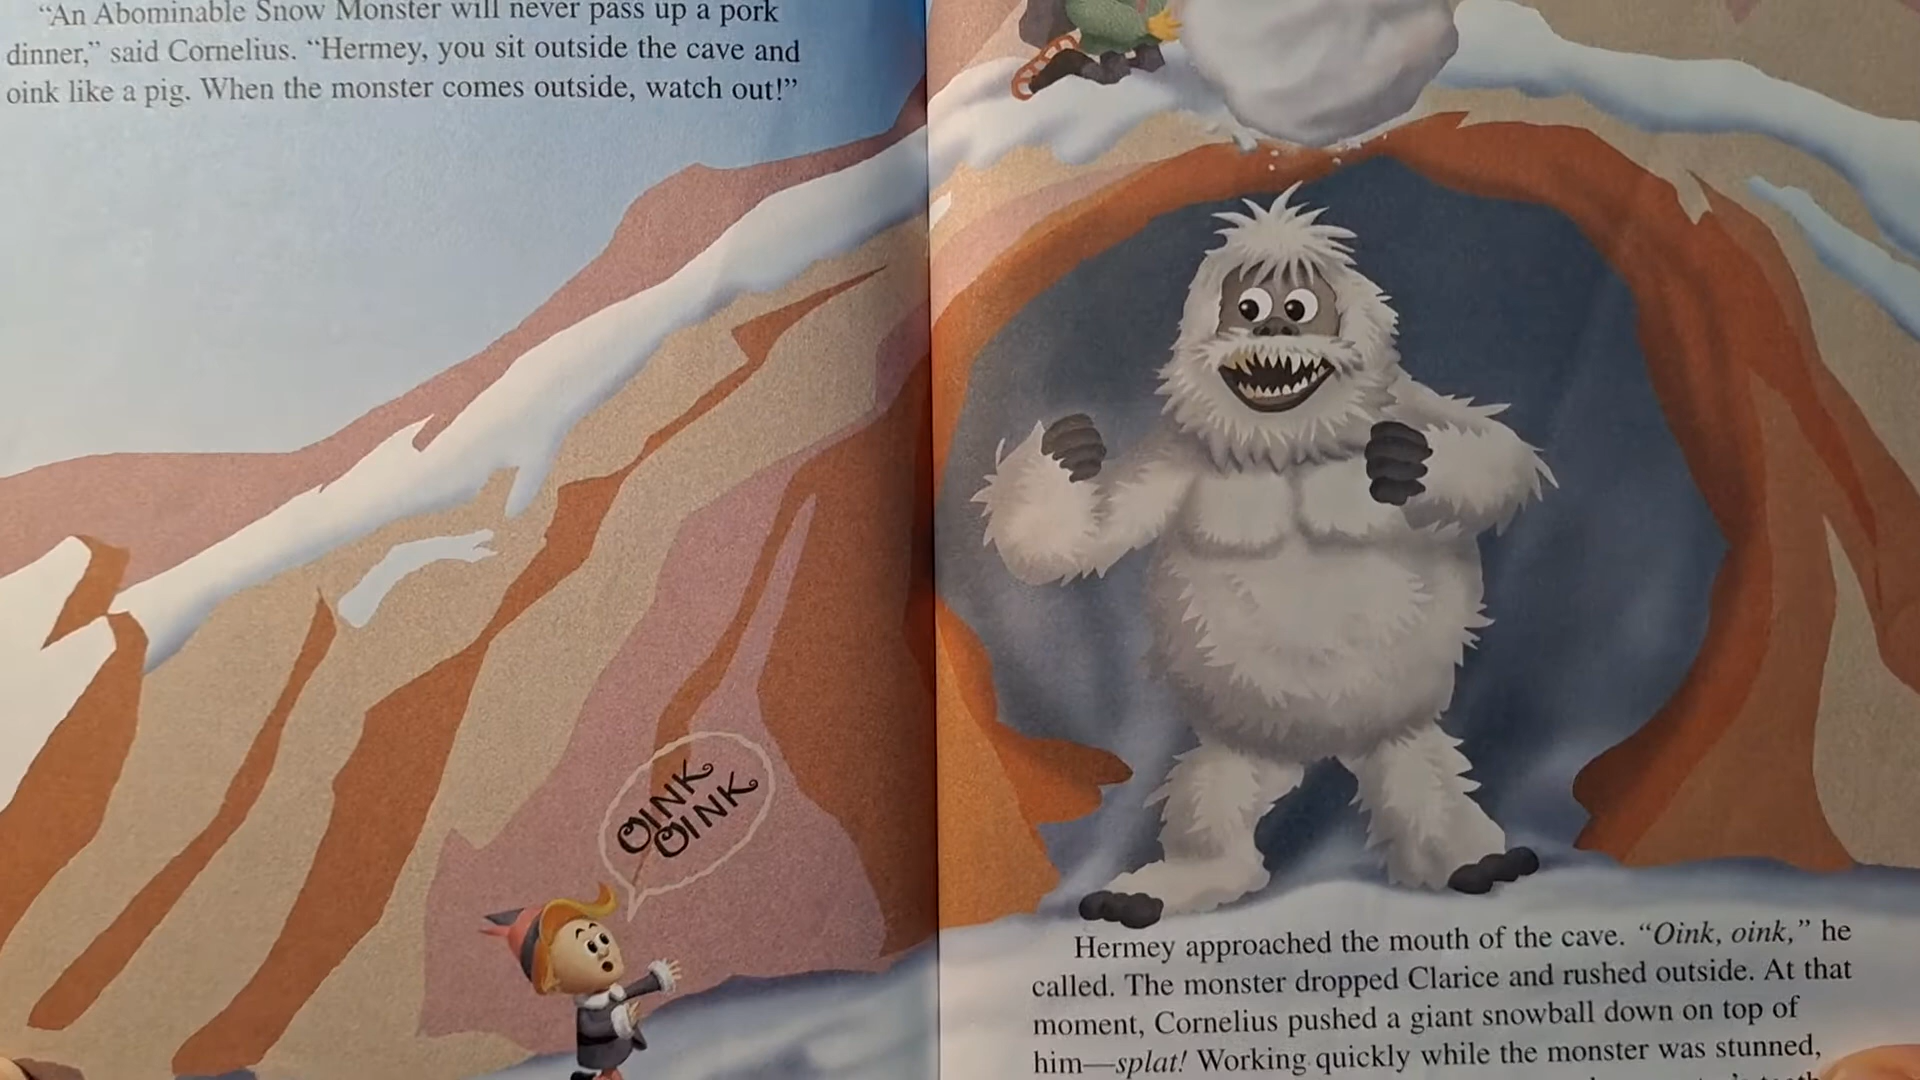 “An Abominable Snow Monster will never pass up a pork
dinner,” said Cornelius. “Hermey, you sit outside the cave and
oink like a pig. When the monster comes outside, watch out!”
OINK
OINK
Hermey approached the mouth of the cave. “Oink, oink,” he
called. The monster dropped Clarice and rushed outside. At that
moment, Cornelius pushed a giant snowball down on top of
him—splat! Working quickly while the monster was stunned,